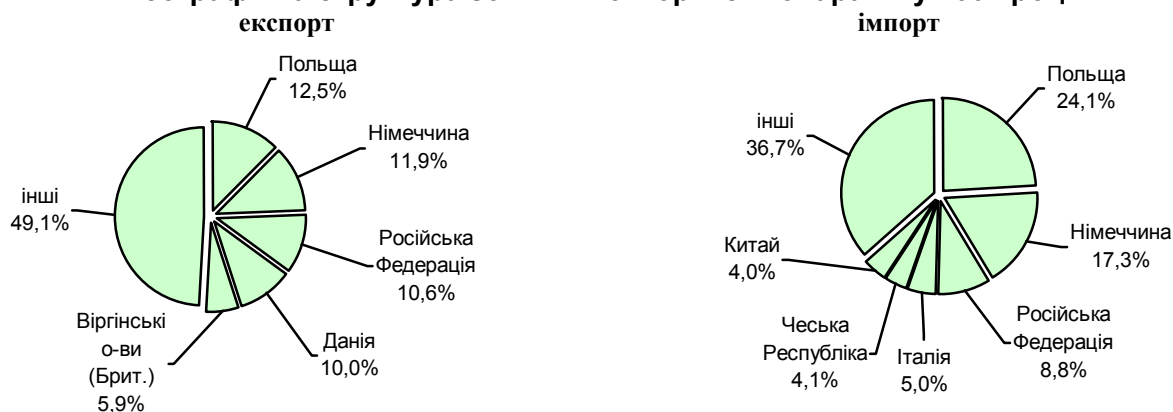 експорт
Польща
12,5%
Німеччина
11,9%
Російська
Федерація
10,6%
Данія
10,0%
Віргінські
о-ви
(Брит.)
5,9%
інші
49,1%
імпорт
Польща
24,1%
Німеччина
17,3%
Російська
Федерація
8,8%
Італія
5,0%
Чеська
Республіка
4,1%
Китай
4,0%
інші
36,7%